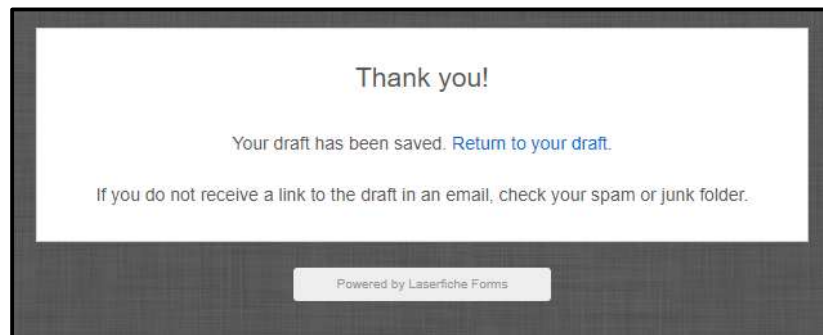 Thank you!
Your draft has been saved. Return to your draft.
If you do not receive a link to the draft in an email, check your spam or junk folder.
Powered by Laserfiche Forms